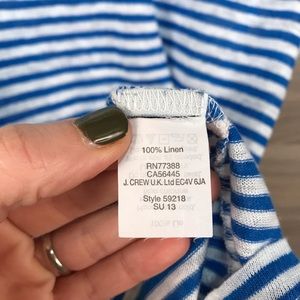 100% Linen
RN77388
CA56445
J. CREW U.K. Ltd EC4V 6JA
Style 59218
SU 13